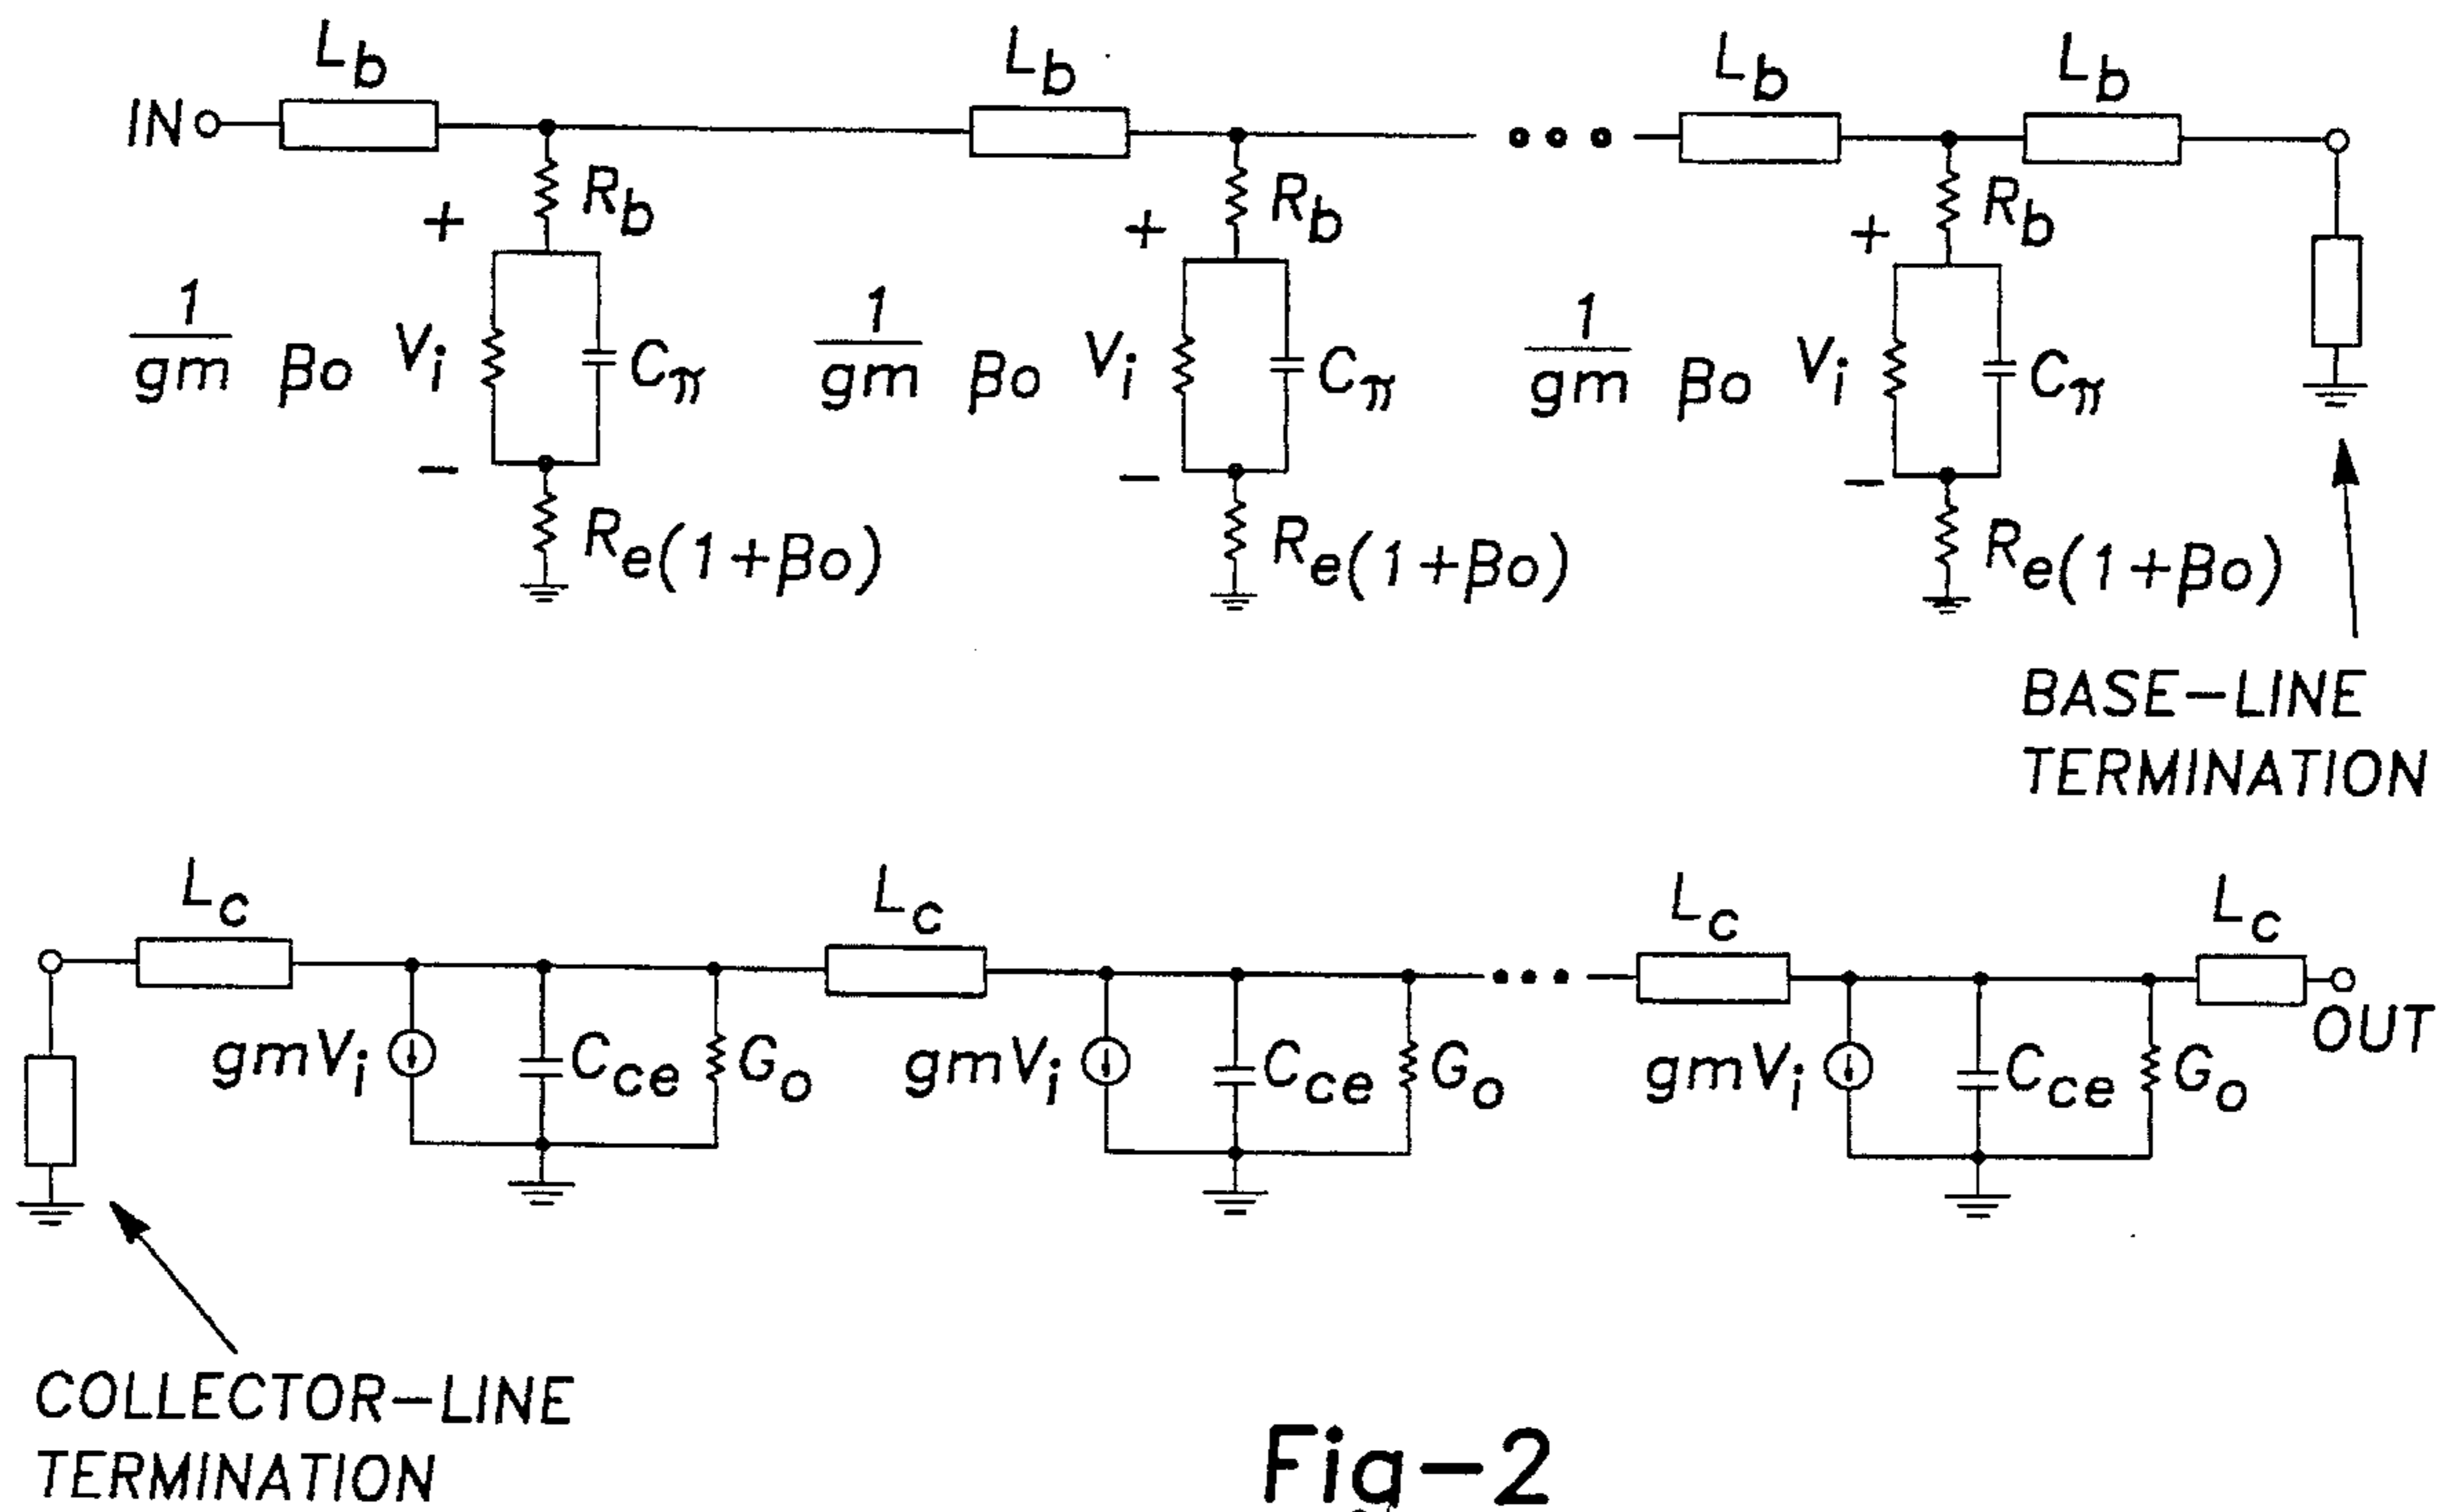 Lb Lb Lb Lb
IN
Rb Rb Rb
+ + +
1/gm βo Vi Cπ 1/gm βo Vi Cπ 1/gm βo Vi Cπ
− − −
Re(1+βo) Re(1+βo) Re(1+βo)
BASE-LINE
TERMINATION
Lc Lc Lc Lc
gmVi Cce Go gmVi Cce Go gmVi Cce Go
OUT
COLLECTOR-LINE
TERMINATION
Fig-2